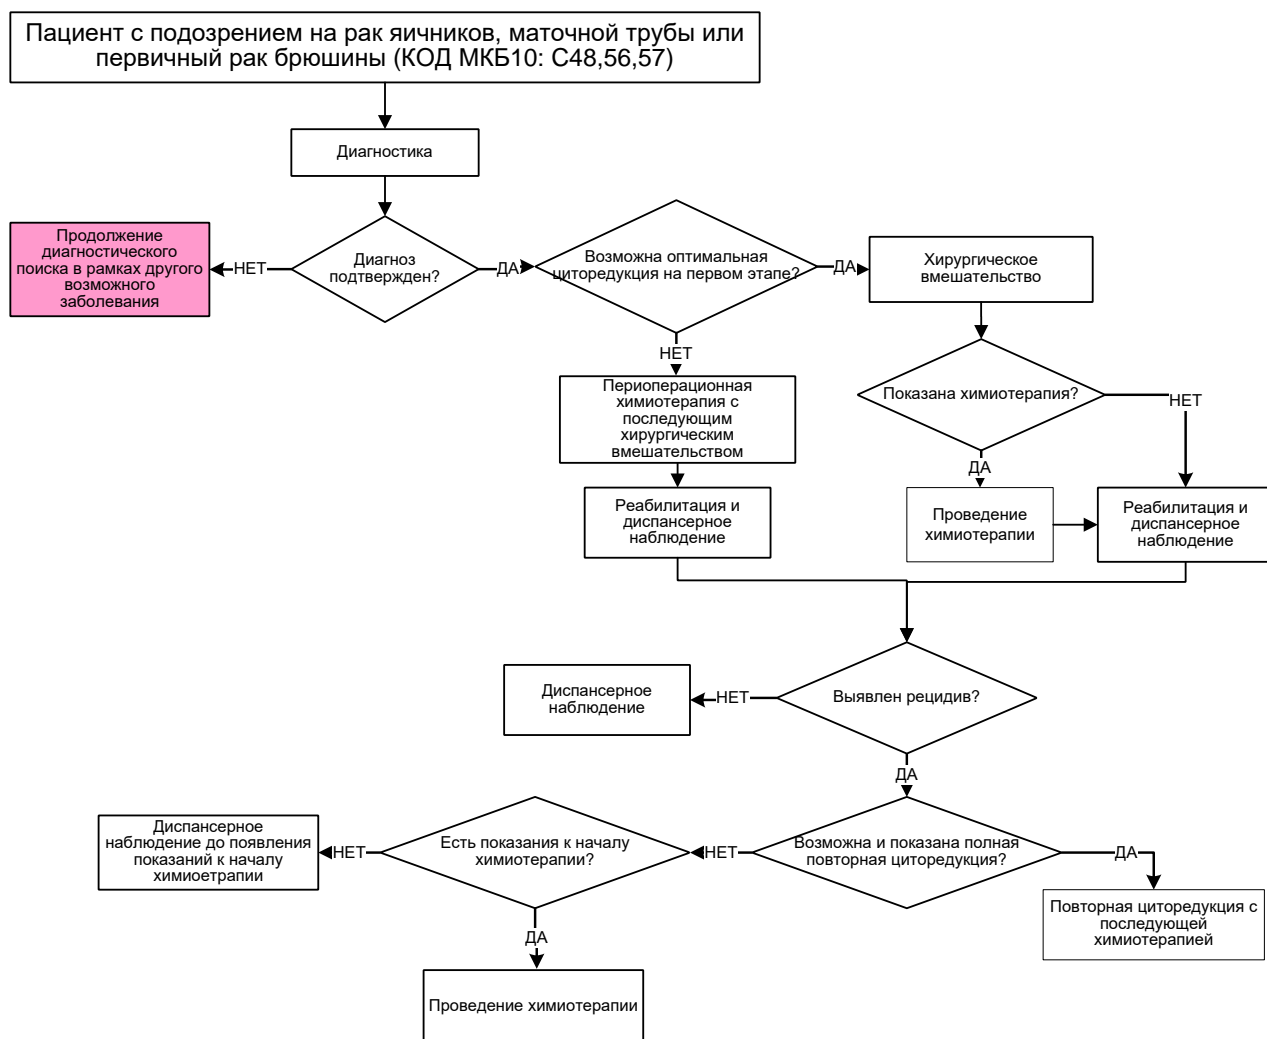 Пациент с подозрением на рак яичников, маточной трубы или
первичный рак брюшины (КОД МКБ10: C48,56,57)
Диагностика
Продолжение
диагностического
поиска в рамках другого
возможного
заболевания
НЕТ
Диагноз
подтвержден?
ДА
Возможна оптимальная
циторедукция на первом этапе?
ДА
Хирургическое
вмешательство
НЕТ
Периоперационная
химиотерапия с
последующим
хирургическим
вмешательством
Показана химиотерапия?
НЕТ
ДА
Реабилитация и
диспансерное
наблюдение
Проведение
химиотерапии
Реабилитация и
диспансерное
наблюдение
Диспансерное
наблюдение
НЕТ
Выявлен рецидив?
ДА
Диспансерное
наблюдение до появления
показаний к началу
химиоетрапии
НЕТ
Есть показания к началу
химиотерапии?
НЕТ
Возможна и показана полная
повторная циторедукция?
ДА
Повторная циторедукция с
последующей
химиотерапией
ДА
Проведение химиотерапии